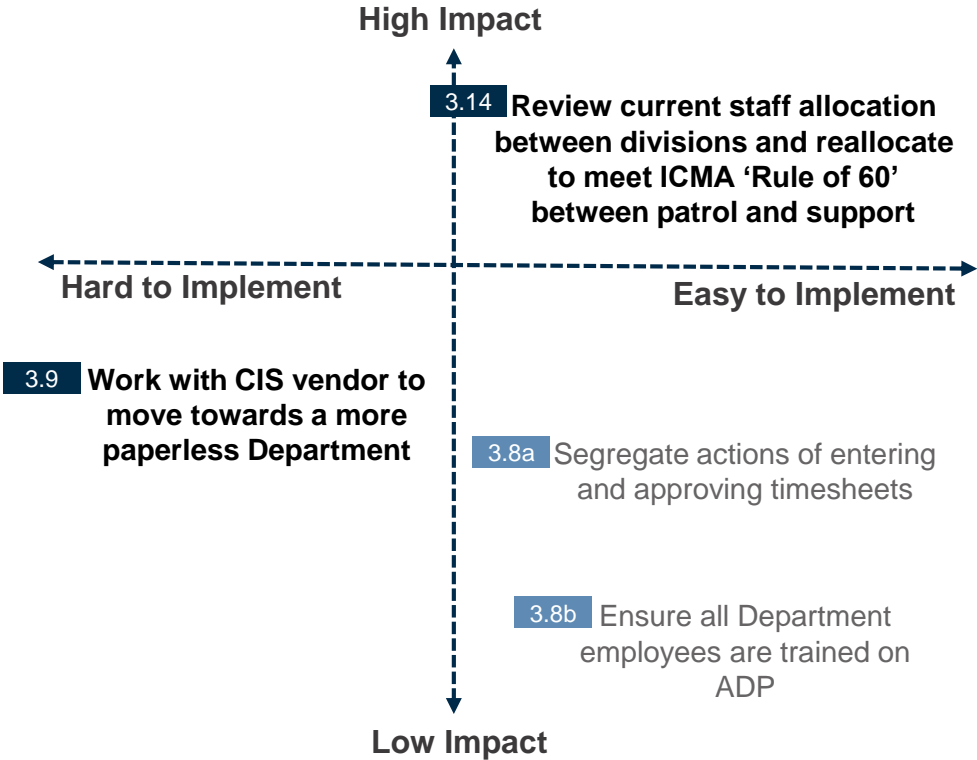 High Impact
3.14 Review current staff allocation
between divisions and reallocate
to meet ICMA ‘Rule of 60’
between patrol and support
Hard to Implement
Easy to Implement
3.9 Work with CIS vendor to
move towards a more
paperless Department
3.8a Segregate actions of entering
and approving timesheets
3.8b Ensure all Department
employees are trained on
ADP
Low Impact